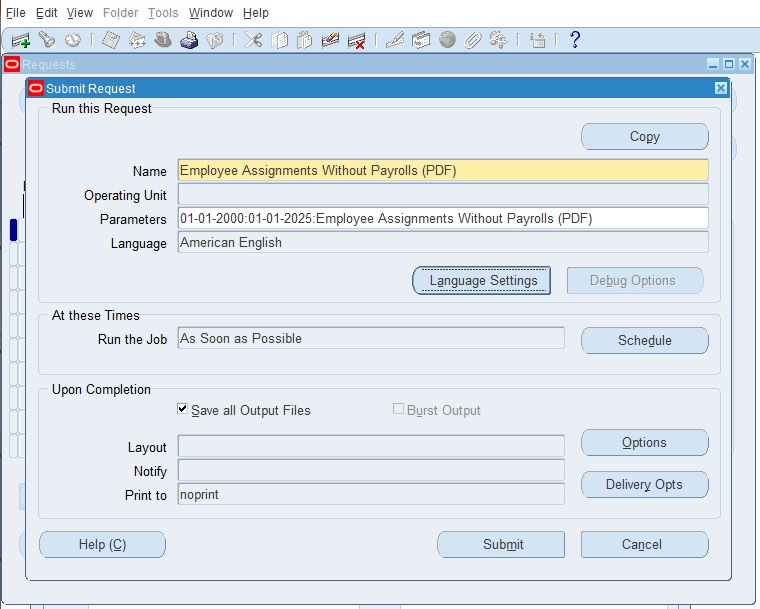 File Edit View Folder Tools Window Help
?
Requests
Submit Request
Run this Request
Copy
Name Employee Assignments Without Payrolls (PDF)
Operating Unit
Parameters 01-01-2000:01-01-2025:Employee Assignments Without Payrolls (PDF)
Language American English
Language Settings Debug Options
At these Times
Run the Job As Soon as Possible Schedule
Upon Completion
Save all Output Files Burst Output
Layout Options
Notify
Print to noprint Delivery Opts
Help (C) Submit Cancel